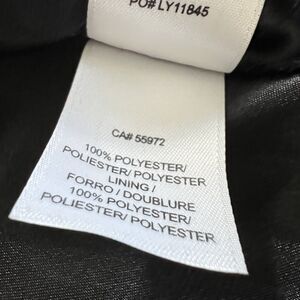 PO# LY11845
CA# 55972
100% POLYESTER/
POLIESTER/ POLYESTER
LINING /
FORRO / DOUBLURE
100% POLYESTER/
POLIESTER/ POLYESTER